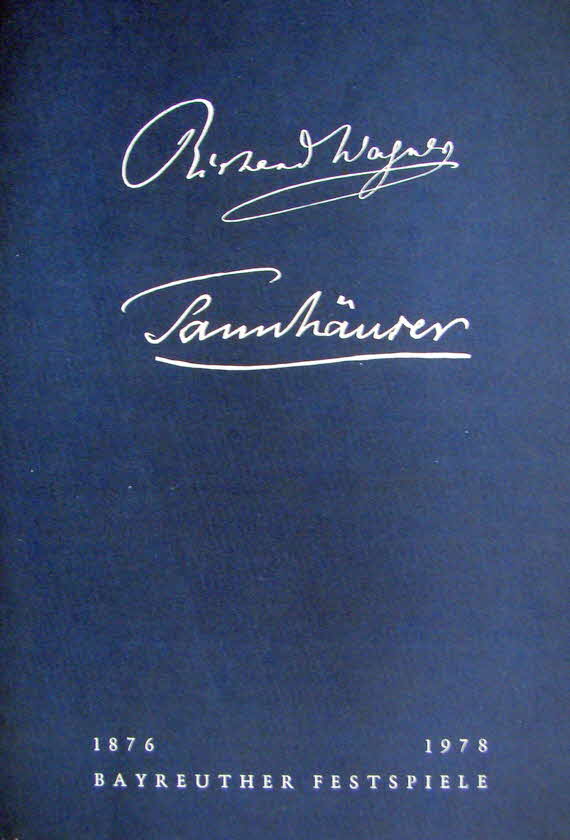 Richard Wagner
Tannhäuser
1876 1978
BAYREUTHER FESTSPIELE